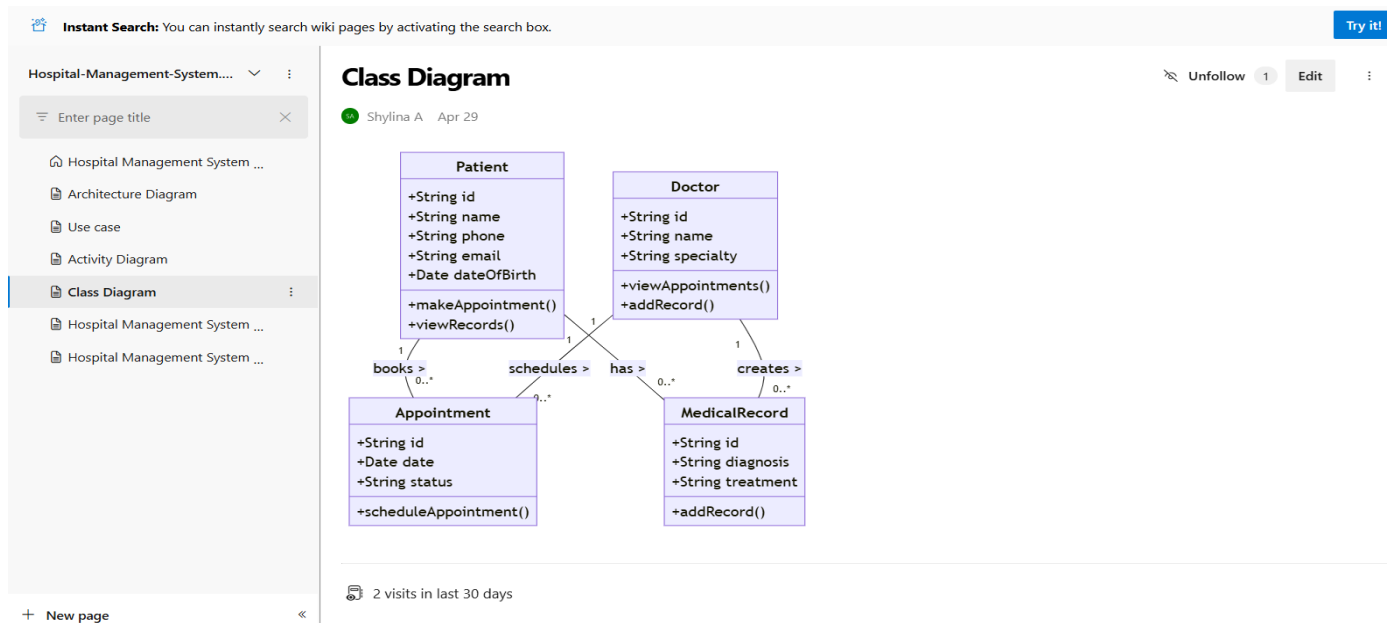 Instant Search: You can instantly search wiki pages by activating the search box.
Try it!
Hospital-Management-System....
Enter page title
Hospital Management System ...
Architecture Diagram
Use case
Activity Diagram
Class Diagram
Hospital Management System ...
Hospital Management System ...
New page
«
Class Diagram
Unfollow 1
Edit
SA Shylina A Apr 29
Patient
+String id
+String name
+String phone
+String email
+Date dateOfBirth
+makeAppointment()
+viewRecords()
Doctor
+String id
+String name
+String specialty
+viewAppointments()
+addRecord()
1
books >
0..*
1
schedules >
0..*
1
has >
0..*
1
creates >
0..*
Appointment
+String id
+Date date
+String status
+scheduleAppointment()
MedicalRecord
+String id
+String diagnosis
+String treatment
+addRecord()
2 visits in last 30 days